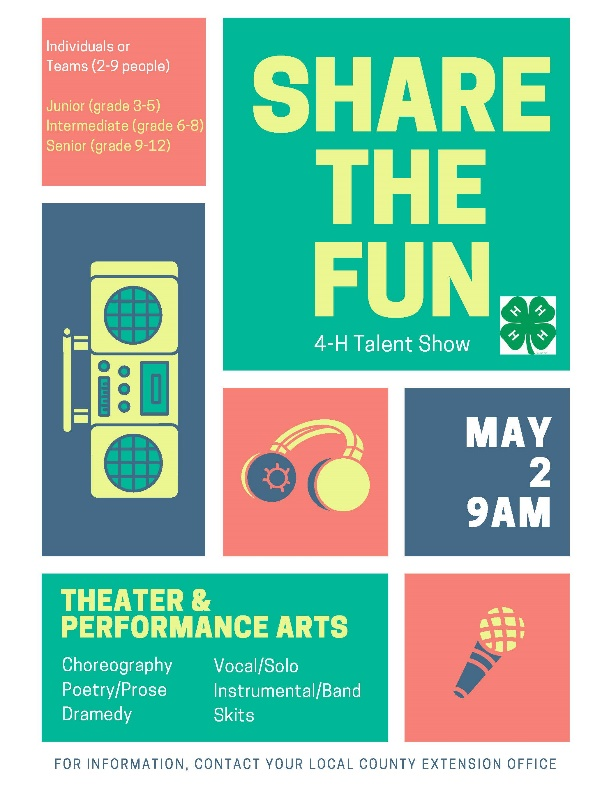 Individuals or
Teams (2-9 people)
Junior (grade 3-5)
Intermediate (grade 6-8)
Senior (grade 9-12)
SHARE
THE
FUN
4-H Talent Show
H H
H H
MAY
2
9AM
THEATER &
PERFORMANCE ARTS
Choreography
Poetry/Prose
Dramedy
Vocal/Solo
Instrumental/Band
Skits
FOR INFORMATION, CONTACT YOUR LOCAL COUNTY EXTENSION OFFICE